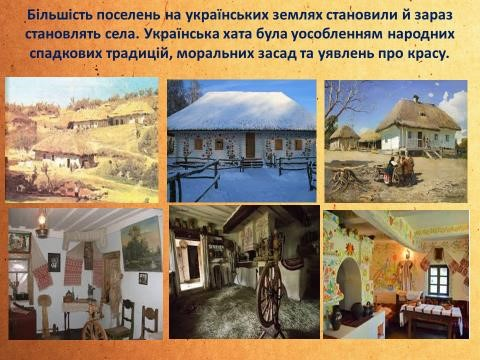 Більшість поселень на українських землях становили й зараз
становлять села. Українська хата була уособленням народних
спадкових традицій, моральних засад та уявлень про красу.